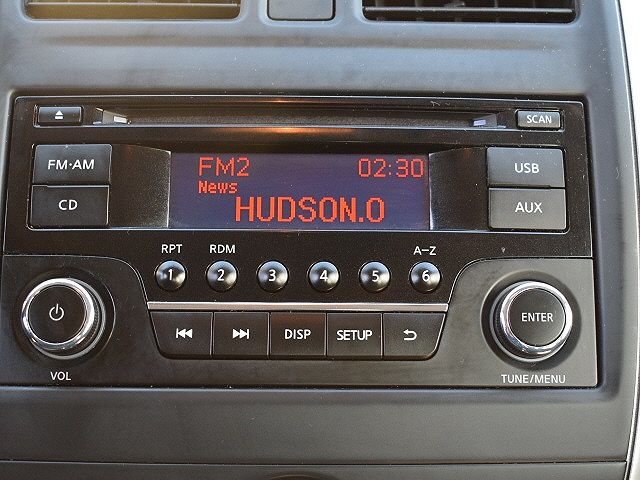 SCAN
FM·AM
CD
FM2 02:30
News
HUDSON.O
USB
AUX
RPT RDM A–Z
1 2 3 4 5 6
DISP SETUP
VOL
ENTER
TUNE/MENU